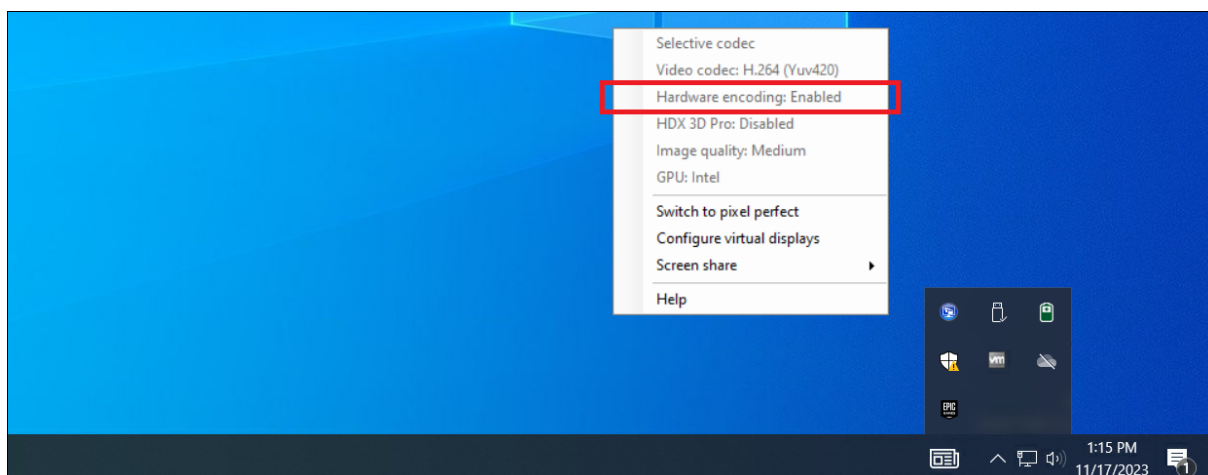 Selective codec
Video codec: H.264 (Yuv420)
Hardware encoding: Enabled
HDX 3D Pro: Disabled
Image quality: Medium
GPU: Intel
Switch to pixel perfect
Configure virtual displays
Screen share
Help
vm
EPIC
1:15 PM
11/17/2023
1